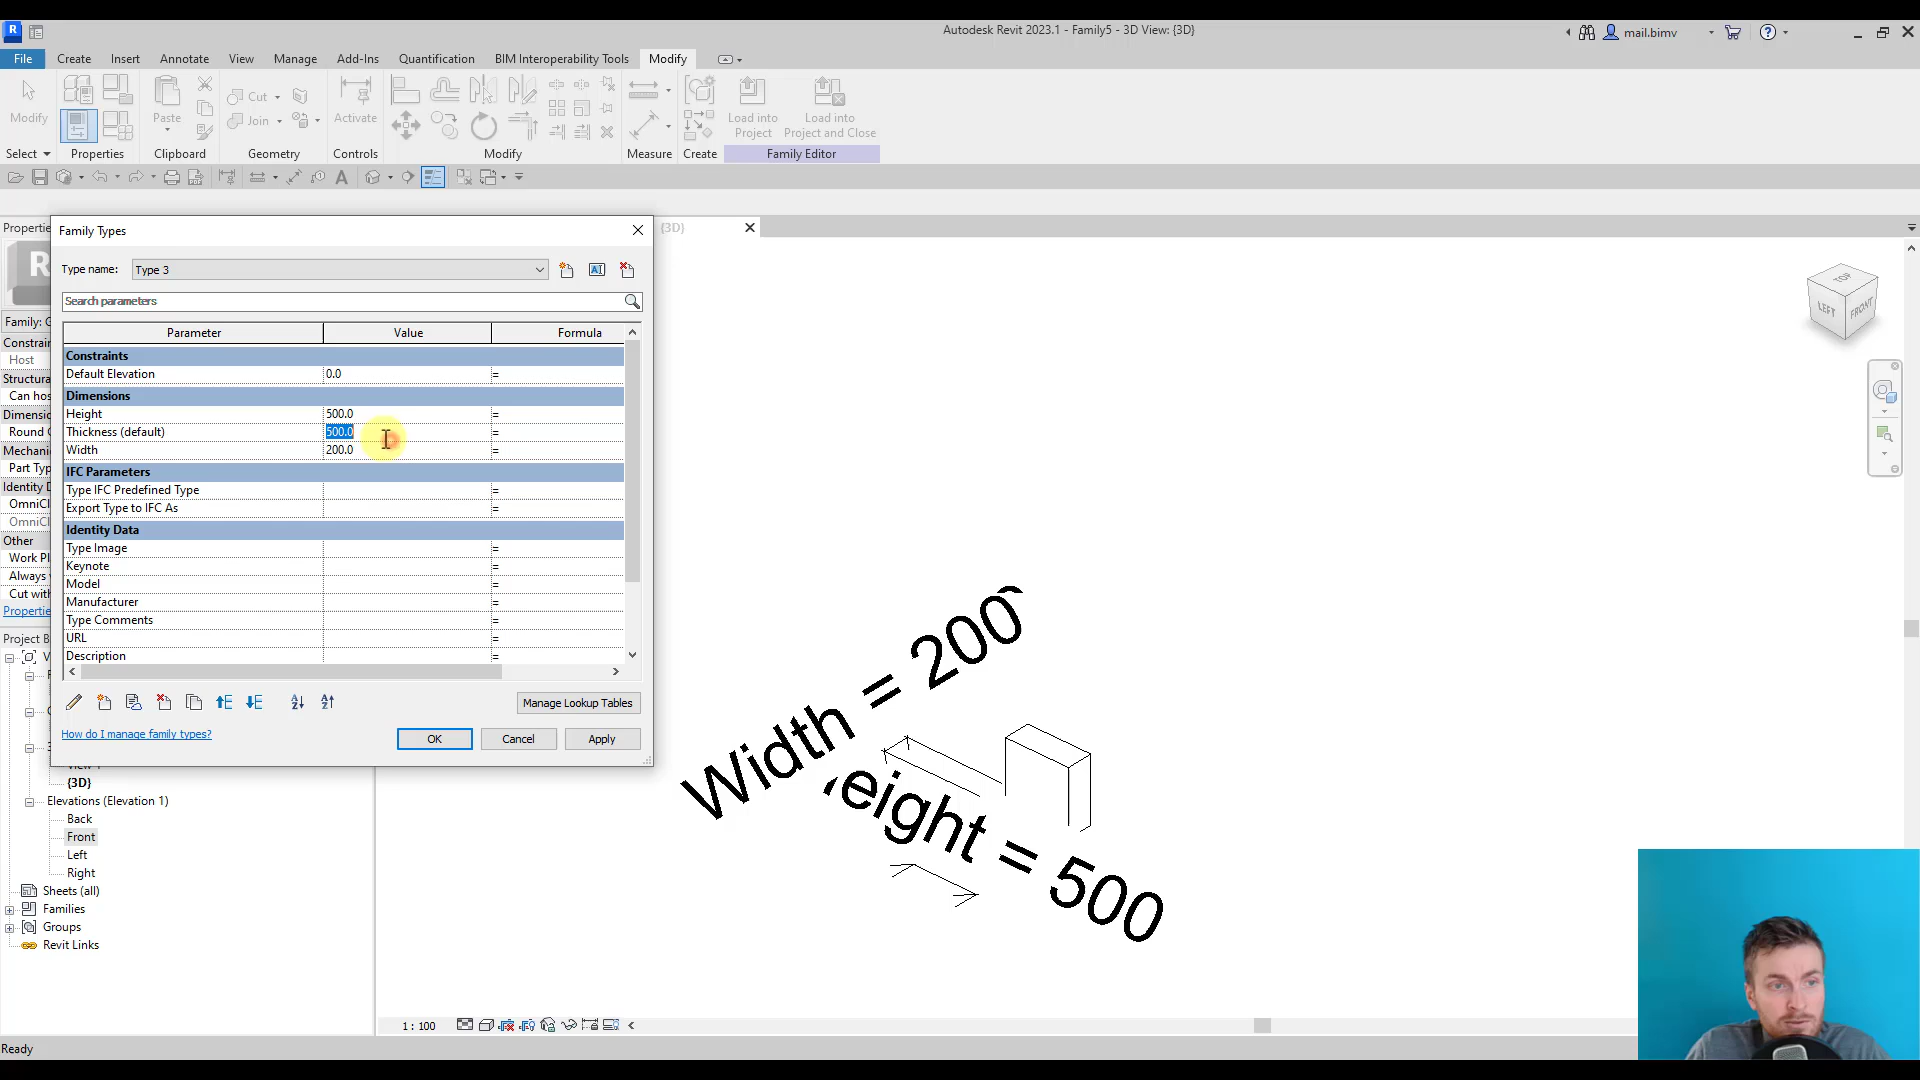 R
Autodesk Revit 2023.1 - Family5 - 3D View: {3D}
mail.bimv
File
Create
Insert
Annotate
View
Manage
Add-Ins
Quantification
BIM Interoperability Tools
Modify
Modify
Paste
Cut
Join
Activate
Load into
Project
Load into
Project and Close
Select
Properties
Clipboard
Geometry
Controls
Modify
Measure
Create
Family Editor
Family Types
Type name:
Type 3
Search parameters
Parameter Value Formula
Constraints
Default Elevation 0.0 =
Dimensions
Height 500.0 =
Thickness (default) 500.0 =
Width 200.0 =
IFC Parameters
Type IFC Predefined Type =
Export Type to IFC As =
Identity Data
Type Image =
Keynote =
Model =
Manufacturer =
Type Comments =
URL =
Description
Manage Lookup Tables
How do I manage family types?
OK
Cancel
Apply
Host
Other
{3D}
Elevations (Elevation 1)
Back
Front
Left
Right
Sheets (all)
Families
Groups
Revit Links
{3D}
TOP
LEFT
FRONT
Width = 200
eight = 500
1 : 100
Ready